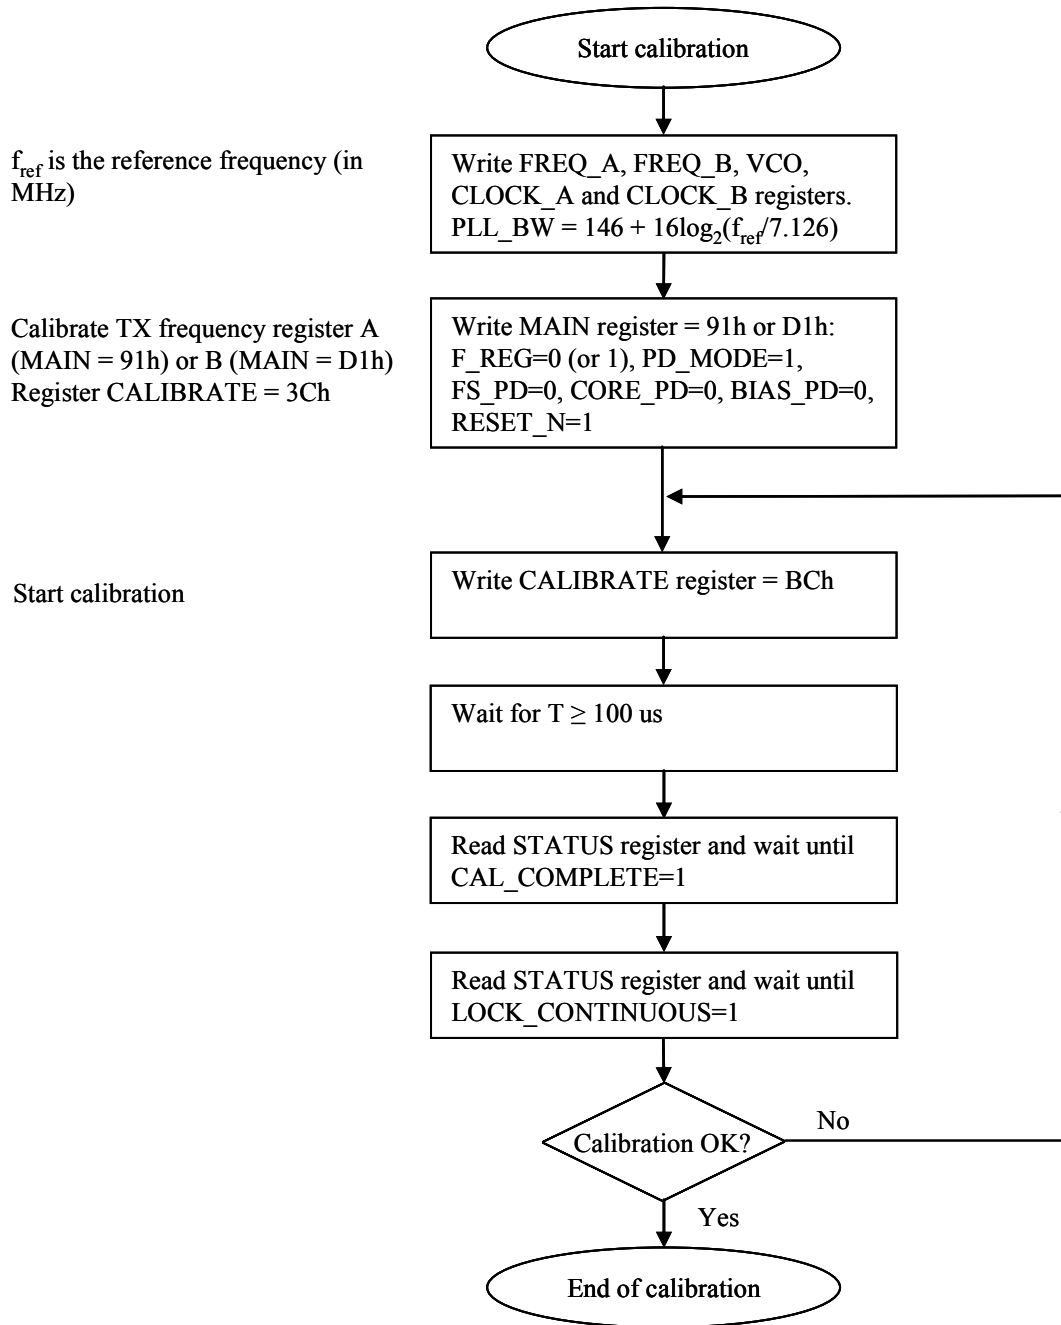 Start calibration
f_ref is the reference frequency (in
MHz)
Write FREQ_A, FREQ_B, VCO,
CLOCK_A and CLOCK_B registers.
PLL_BW = 146 + 16log₂(f_ref/7.126)
Calibrate TX frequency register A
(MAIN = 91h) or B (MAIN = D1h)
Register CALIBRATE = 3Ch
Write MAIN register = 91h or D1h:
F_REG=0 (or 1), PD_MODE=1,
FS_PD=0, CORE_PD=0, BIAS_PD=0,
RESET_N=1
Start calibration
Write CALIBRATE register = BCh
Wait for T ≥ 100 us
Read STATUS register and wait until
CAL_COMPLETE=1
Read STATUS register and wait until
LOCK_CONTINUOUS=1
Calibration OK?
No
Yes
End of calibration